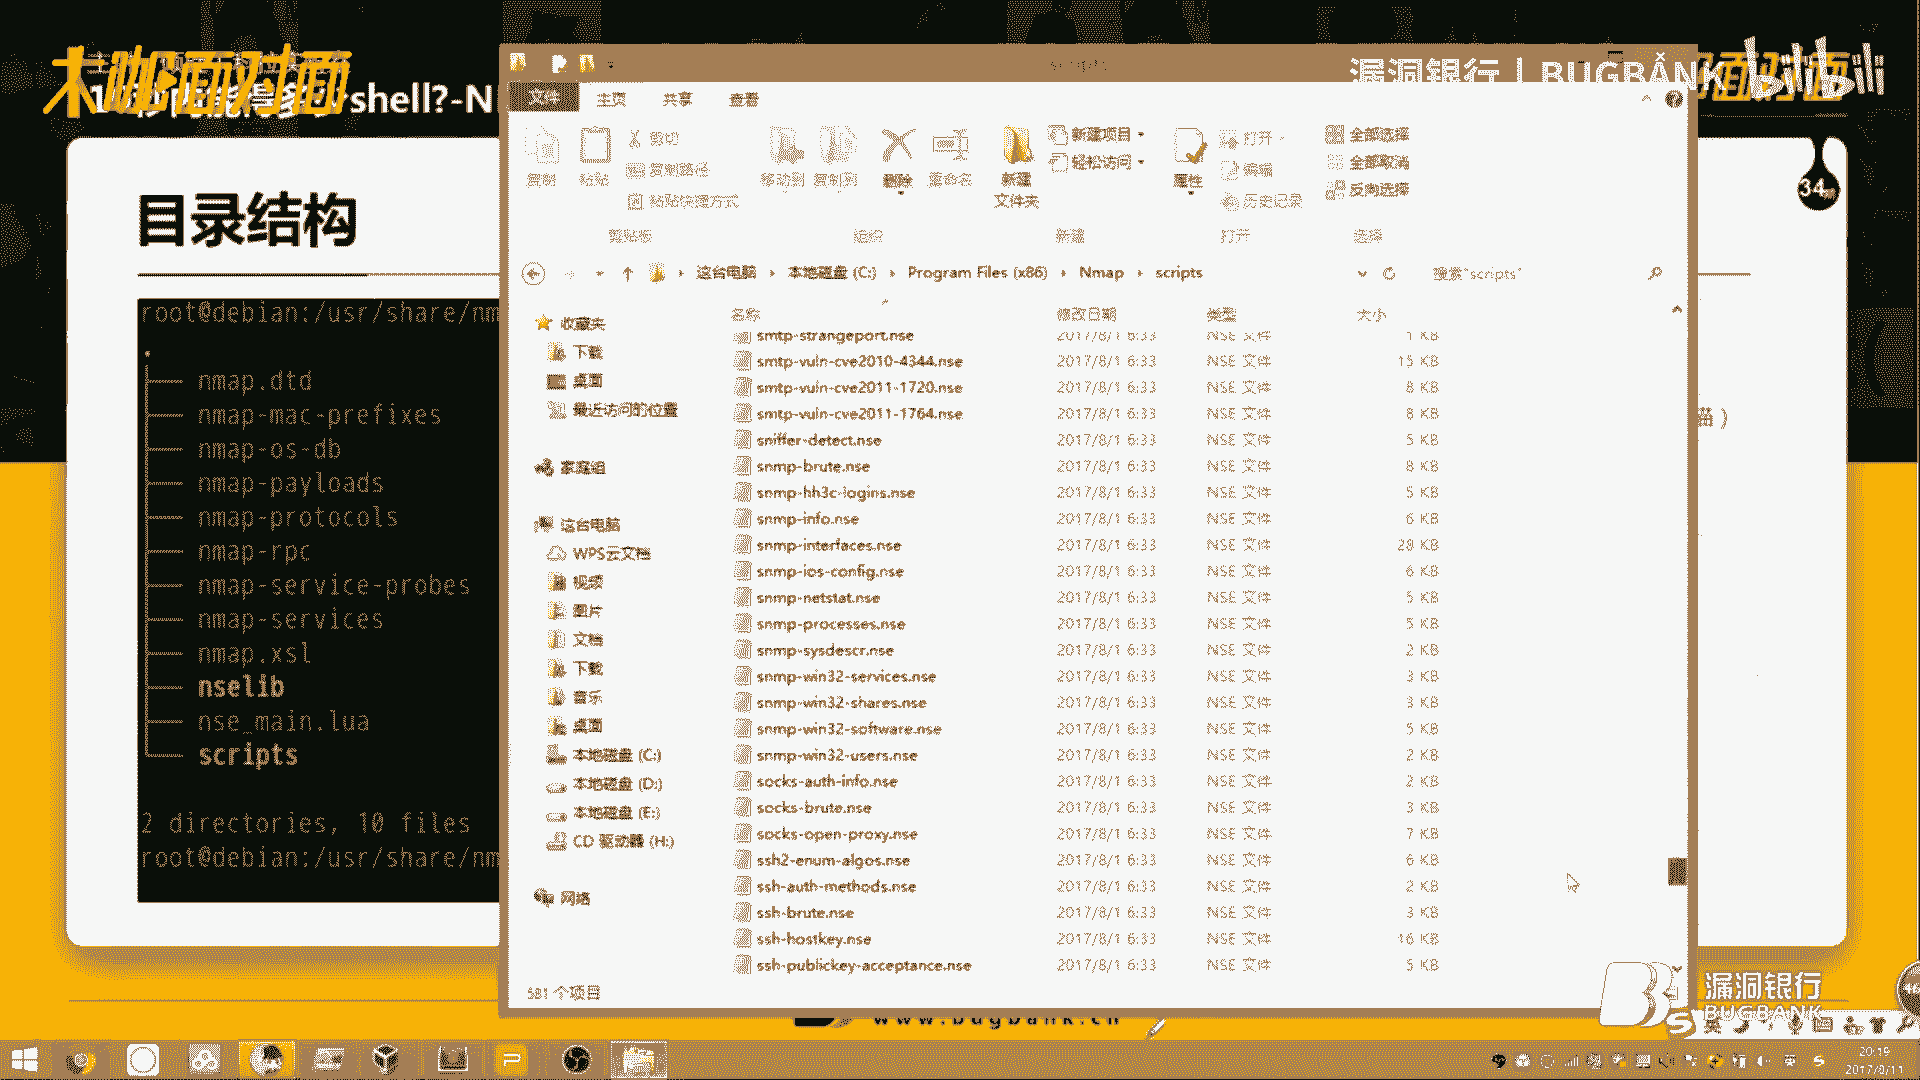 木啷面对面
shell?-N
漏洞银行 | BUGBANK
bilibili
面对面
文件 主页 共享 查看
复制
粘贴
剪切
复制路径
粘贴快捷方式
移动到 复制到 删除 重命名
新建
文件夹
新建项目
轻松访问
属性
打开
编辑
历史记录
全部选择
全部取消
反向选择
剪贴板 组织 新建 打开 选择
这台电脑 本地磁盘 (C:) Program Files (x86) Nmap scripts
搜索"scripts"
34
目录结构
root@debian:/usr/share/nm
.
nmap.dtd
nmap-mac-prefixes
nmap-os-db
nmap-payloads
nmap-protocols
nmap-rpc
nmap-service-probes
nmap-services
nmap.xsl
nselib
nse_main.lua
scripts
2 directories, 10 files
root@debian:/usr/share/nm
收藏夹
下载
桌面
最近访问的位置
家庭组
这台电脑
WPS云文档
视频
图片
文档
下载
音乐
桌面
本地磁盘 (C:)
本地磁盘 (D:)
本地磁盘 (E:)
CD 驱动器 (H:)
网络
名称 修改日期 类型 大小
smtp-strangeport.nse 2017/8/1 6:33 NSE 文件 1 KB
smtp-vuln-cve2010-4344.nse 2017/8/1 6:33 NSE 文件 15 KB
smtp-vuln-cve2011-1720.nse 2017/8/1 6:33 NSE 文件 8 KB
smtp-vuln-cve2011-1764.nse 2017/8/1 6:33 NSE 文件 8 KB
sniffer-detect.nse 2017/8/1 6:33 NSE 文件 5 KB
snmp-brute.nse 2017/8/1 6:33 NSE 文件 8 KB
snmp-hh3c-logins.nse 2017/8/1 6:33 NSE 文件 5 KB
snmp-info.nse 2017/8/1 6:33 NSE 文件 6 KB
snmp-interfaces.nse 2017/8/1 6:33 NSE 文件 28 KB
snmp-ios-config.nse 2017/8/1 6:33 NSE 文件 6 KB
snmp-netstat.nse 2017/8/1 6:33 NSE 文件 5 KB
snmp-processes.nse 2017/8/1 6:33 NSE 文件 5 KB
snmp-sysdescr.nse 2017/8/1 6:33 NSE 文件 2 KB
snmp-win32-services.nse 2017/8/1 6:33 NSE 文件 3 KB
snmp-win32-shares.nse 2017/8/1 6:33 NSE 文件 3 KB
snmp-win32-software.nse 2017/8/1 6:33 NSE 文件 5 KB
snmp-win32-users.nse 2017/8/1 6:33 NSE 文件 2 KB
socks-auth-info.nse 2017/8/1 6:33 NSE 文件 2 KB
socks-brute.nse 2017/8/1 6:33 NSE 文件 3 KB
socks-open-proxy.nse 2017/8/1 6:33 NSE 文件 7 KB
ssh2-enum-algos.nse 2017/8/1 6:33 NSE 文件 6 KB
ssh-auth-methods.nse 2017/8/1 6:33 NSE 文件 2 KB
ssh-brute.nse 2017/8/1 6:33 NSE 文件 3 KB
ssh-hostkey.nse 2017/8/1 6:33 NSE 文件 16 KB
ssh-publickey-acceptance.nse 2017/8/1 6:33 NSE 文件 5 KB
581 个项目
描）
漏洞银行
BUGBANK
46
www.bugbank.cn
英
20:19
2017/8/11